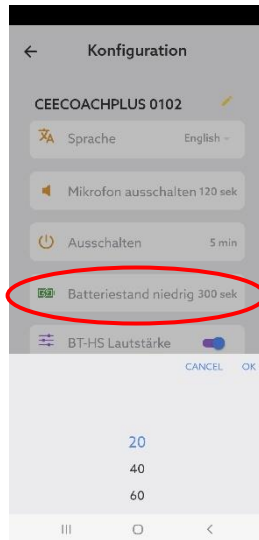 ← Konfiguration
CEECOACHPLUS 0102
Sprache English
Mikrofon ausschalten 120 sek
Ausschalten 5 min
Batteriestand niedrig 300 sek
BT-HS Lautstärke
CANCEL OK
20
40
60